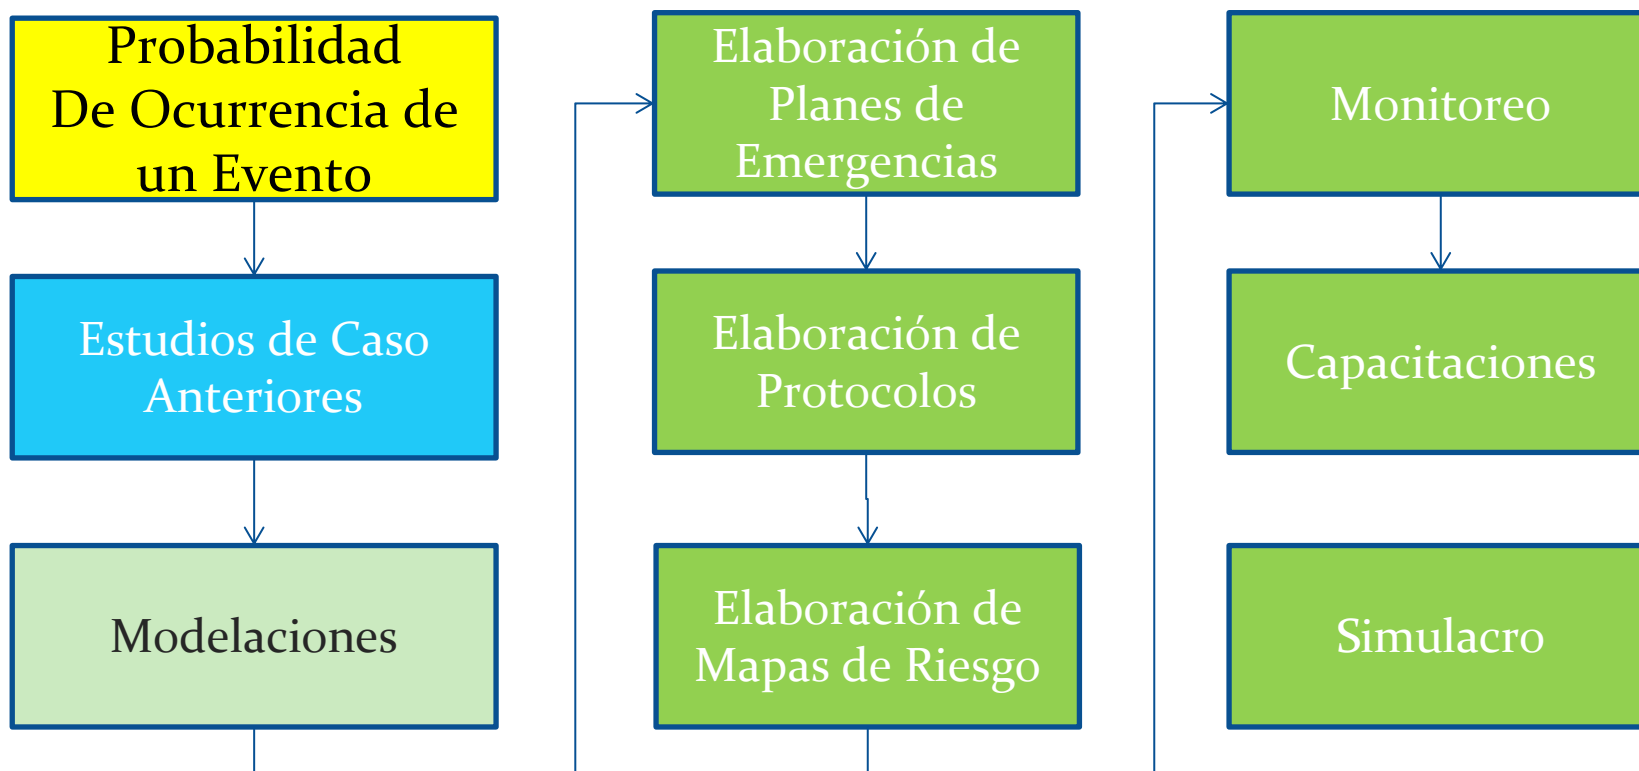 Probabilidad
De Ocurrencia de
un Evento
Estudios de Caso
Anteriores
Modelaciones
Elaboración de
Planes de
Emergencias
Elaboración de
Protocolos
Elaboración de
Mapas de Riesgo
Monitoreo
Capacitaciones
Simulacro